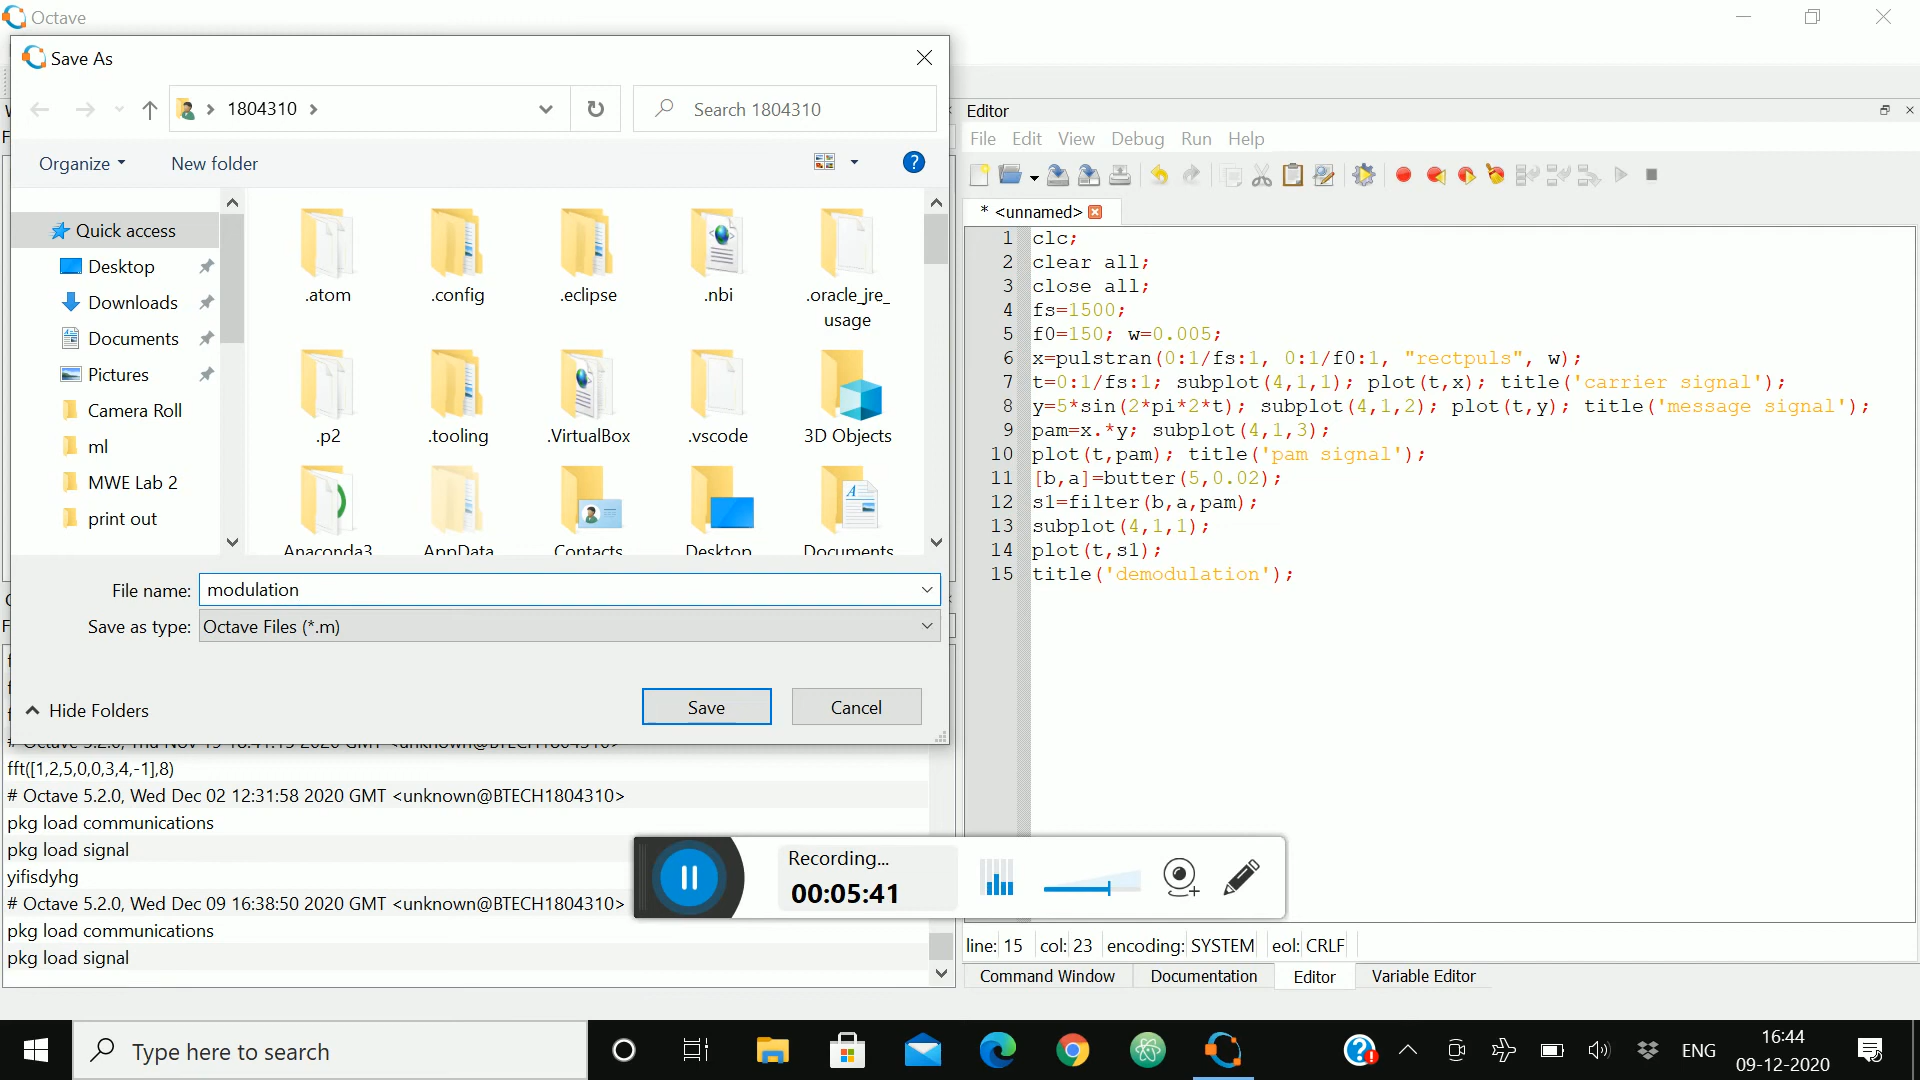 Octave
Save As
1804310
Search 1804310
Organize
New folder
Quick access
Desktop
Downloads
Documents
Pictures
Camera Roll
ml
MWE Lab 2
print out
.atom
.config
.eclipse
.nbi
.oracle_jre_
usage
.p2
.tooling
.VirtualBox
.vscode
3D Objects
Anaconda3
AppData
Contacts
Desktop
Documents
File name: modulation
Save as type: Octave Files (*.m)
Hide Folders
Save
Cancel
fft([1,2,5,0,0,3,4,-1],8)
# Octave 5.2.0, Wed Dec 02 12:31:58 2020 GMT <unknown@BTECH1804310>
pkg load communications
pkg load signal
yifisdyhg
# Octave 5.2.0, Wed Dec 09 16:38:50 2020 GMT <unknown@BTECH1804310>
pkg load communications
pkg load signal
Editor
File Edit View Debug Run Help
* <unnamed>
1 clc;
2 clear all;
3 close all;
4 fs=1500;
5 f0=150; w=0.005;
6 x=pulstran(0:1/fs:1, 0:1/f0:1, "rectpuls", w);
7 t=0:1/fs:1; subplot(4,1,1); plot(t,x); title('carrier signal');
8 y=5*sin(2*pi*2*t); subplot(4,1,2); plot(t,y); title('message signal');
9 pam=x.*y; subplot(4,1,3);
10 plot(t,pam); title('pam signal');
11 [b,a]=butter(5,0.02);
12 s1=filter(b,a,pam);
13 subplot(4,1,1);
14 plot(t,s1);
15 title('demodulation');
Recording...
00:05:41
line: 15 col: 23 encoding: SYSTEM eol: CRLF
Command Window Documentation Editor Variable Editor
Type here to search
ENG
16:44
09-12-2020